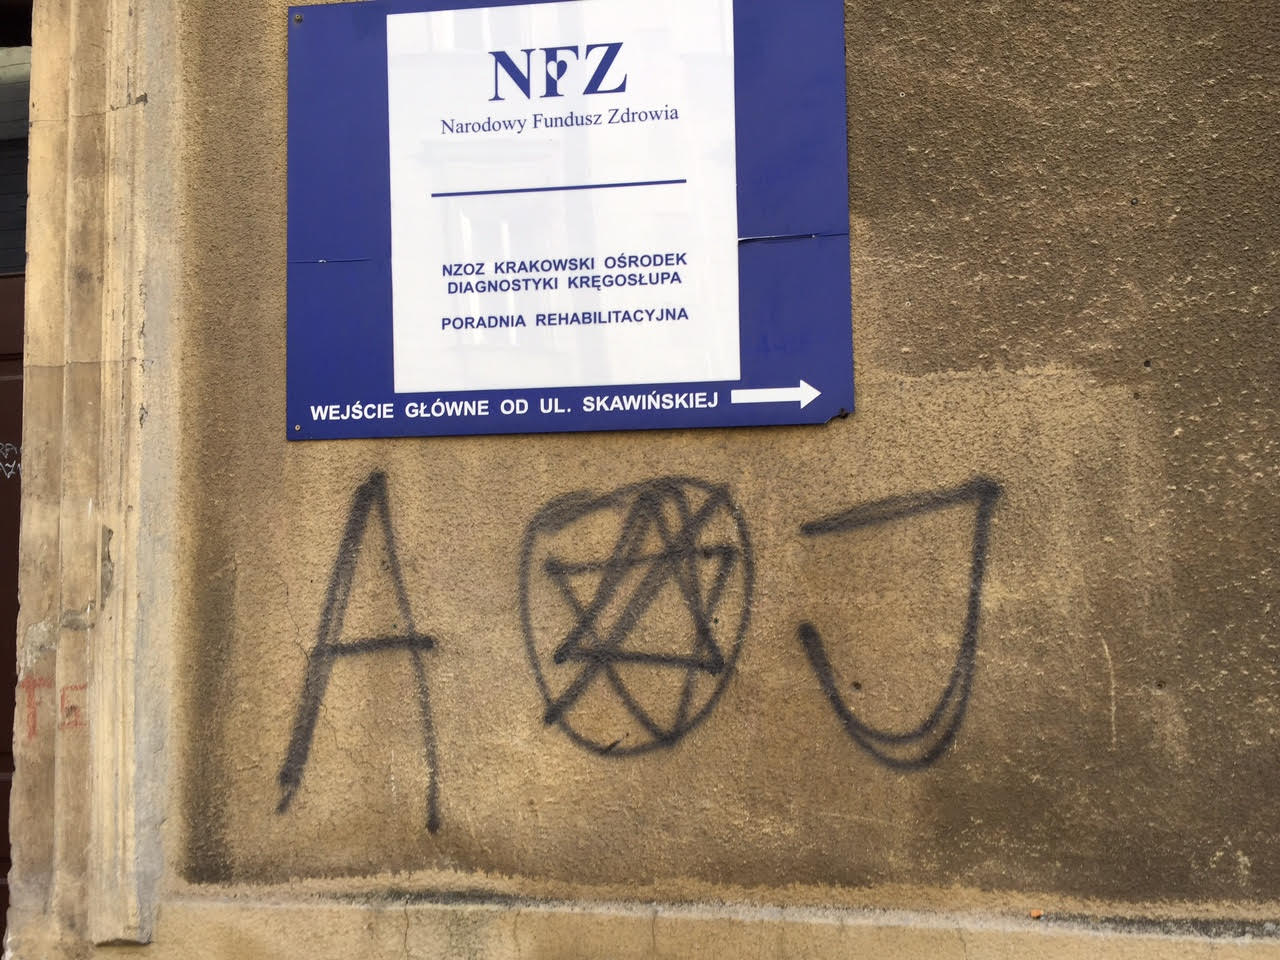 NFZ
Narodowy Fundusz Zdrowia
NZOZ KRAKOWSKI OŚRODEK
DIAGNOSTYKI KRĘGOSŁUPA
PORADNIA REHABILITACYJNA
WEJŚCIE GŁÓWNE OD UL. SKAWIŃSKIEJ
A J